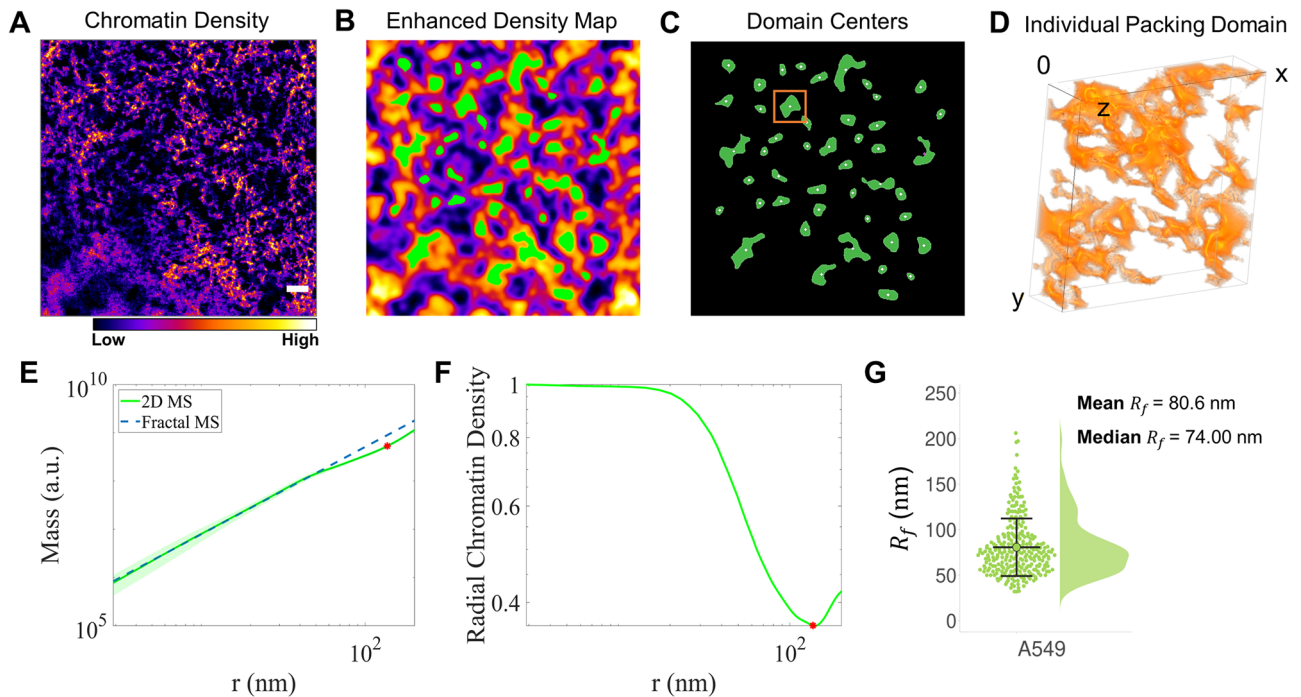 A Chromatin Density
B Enhanced Density Map
C Domain Centers
D Individual Packing Domain
0
x
z
y
Low High
E
10^10
2D MS
Fractal MS
Mass (a.u.)
10^5
10^2
r (nm)
F
1
0.8
0.6
0.4
Radial Chromatin Density
10^2
r (nm)
G
250
200
150
100
50
0
R_f (nm)
Mean R_f = 80.6 nm
Median R_f = 74.00 nm
A549